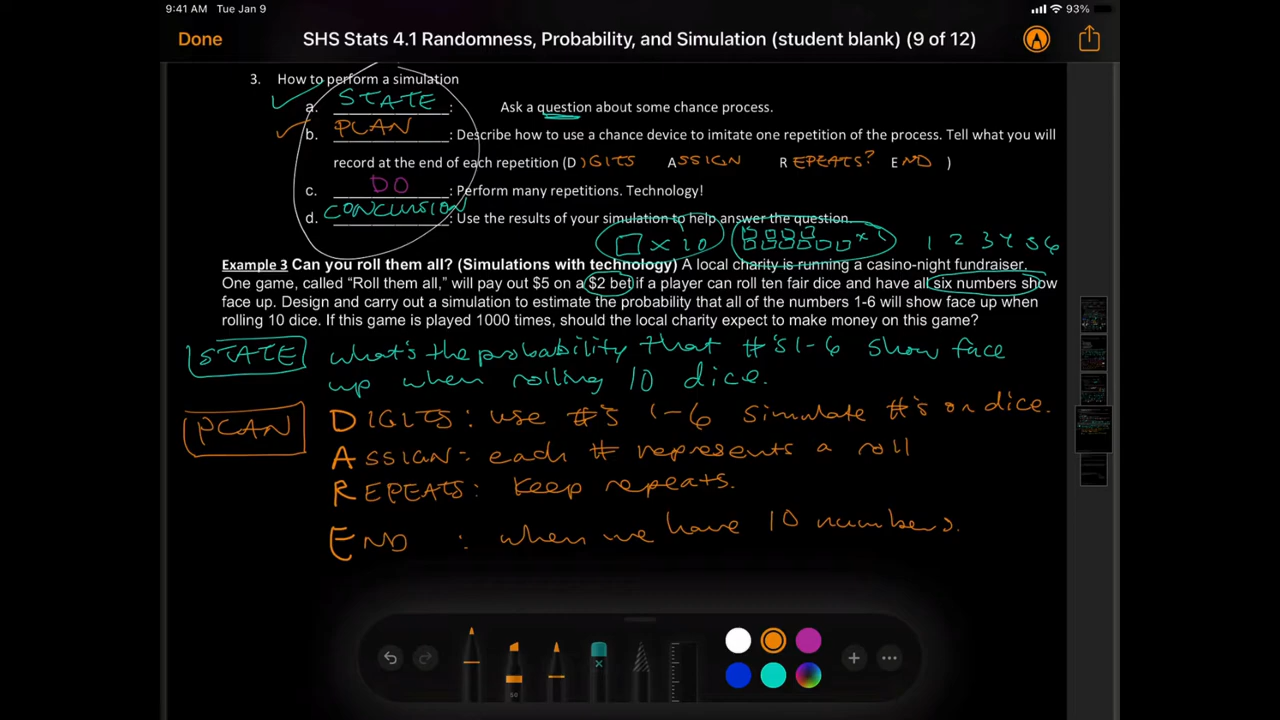 9:41 AM Tue Jan 9 93%
Done SHS Stats 4.1 Randomness, Probability, and Simulation (student blank) (9 of 12)
3. How to perform a simulation
a. STATE: Ask a question about some chance process.
b. PLAN: Describe how to use a chance device to imitate one repetition of the process. Tell what you will
record at the end of each repetition (D)IGITS ASSIGN REPEATS? END )
c. DO: Perform many repetitions. Technology!
d. CONCLUSION: Use the results of your simulation to help answer the question.
x 10 x 1 1 2 3 4 5 6
Example 3 Can you roll them all? (Simulations with technology) A local charity is running a casino-night fundraiser.
One game, called “Roll them all,” will pay out $5 on a $2 bet if a player can roll ten fair dice and have all six numbers show
face up. Design and carry out a simulation to estimate the probability that all of the numbers 1-6 will show face up when
rolling 10 dice. If this game is played 1000 times, should the local charity expect to make money on this game?
STATE what's the probability that #'s 1-6 show face
up when rolling 10 dice.
PLAN DIGITS: use #'s 1-6 simulate #'s on dice.
ASSIGN: each # represents a roll
REPEATS: keep repeats.
END : when we have 10 numbers.
50